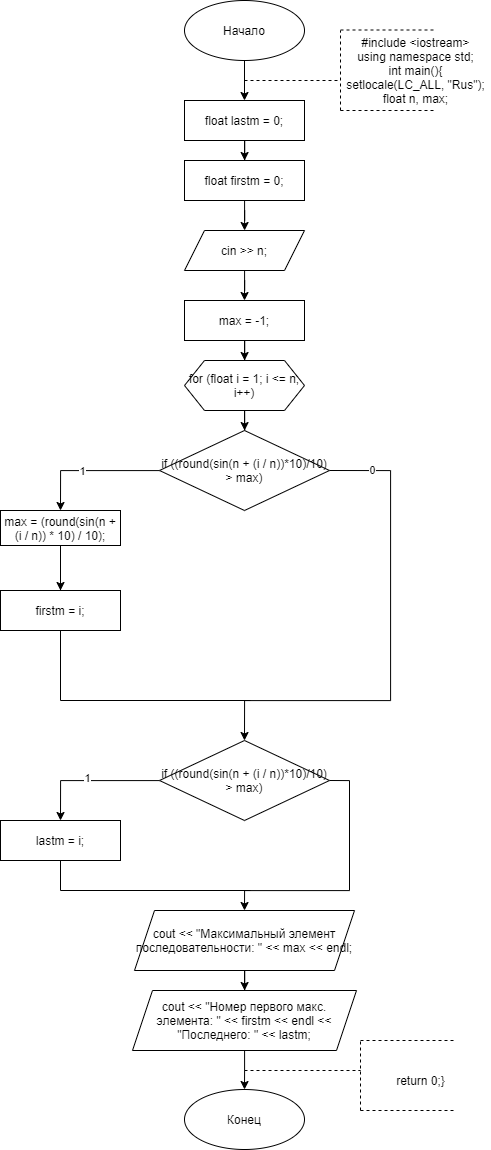 Начало
#include <iostream>
using namespace std;
int main(){
setlocale(LC_ALL, "Rus");
float n, max;
float lastm = 0;
float firstm = 0;
cin >> n;
max = -1;
for (float i = 1; i <= n,
i++)
if ((round(sin(n + (i / n))*10)/10)
> max)
1
0
max = (round(sin(n +
(i / n)) * 10) / 10);
firstm = i;
if ((round(sin(n + (i / n))*10)/10)
> max)
1
lastm = i;
cout << "Максимальный элемент
последовательности: " << max << endl;
cout << "Номер первого макс.
элемента: " << firstm << endl <<
"Последнего: " << lastm;
return 0;}
Конец